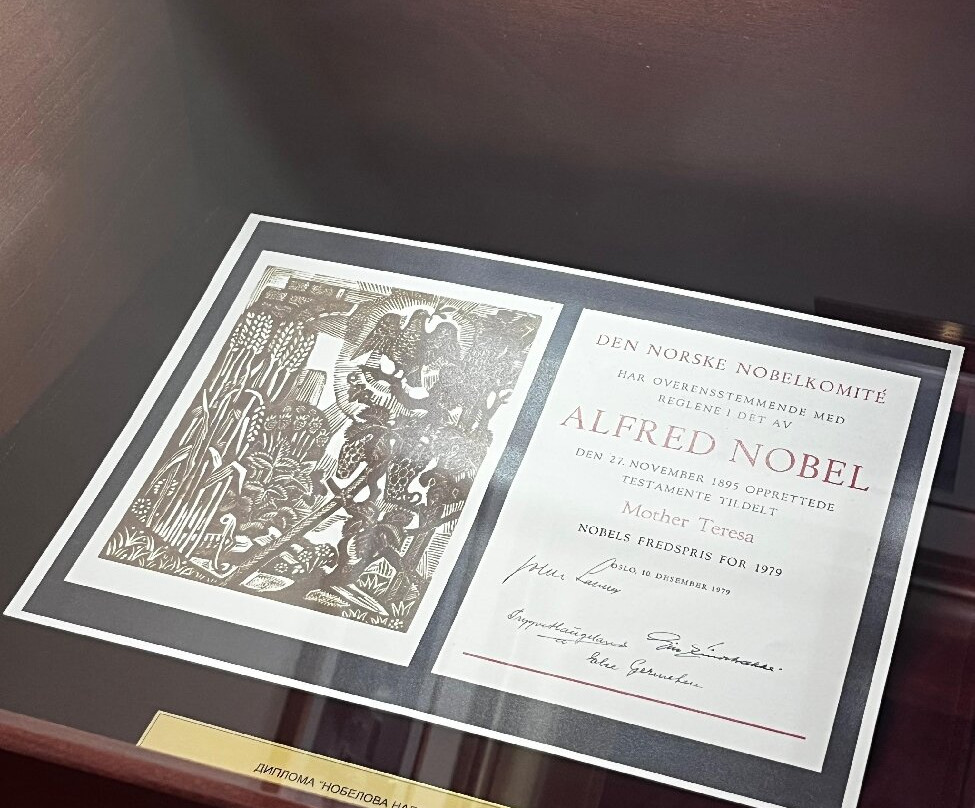 DEN NORSKE NOBELKOMITÉ
HAR OVERENSSTEMMENDE MED
REGLENE I DET AV
ALFRED NOBEL
DEN 27. NOVEMBER 1895 OPPRETTEDE
TESTAMENTE TILDELT
Mother Teresa
NOBELS FREDSPRIS FOR 1979
OSLO, 10. DESEMBER 1979
ДИПЛОМА "НОБЕЛОВА